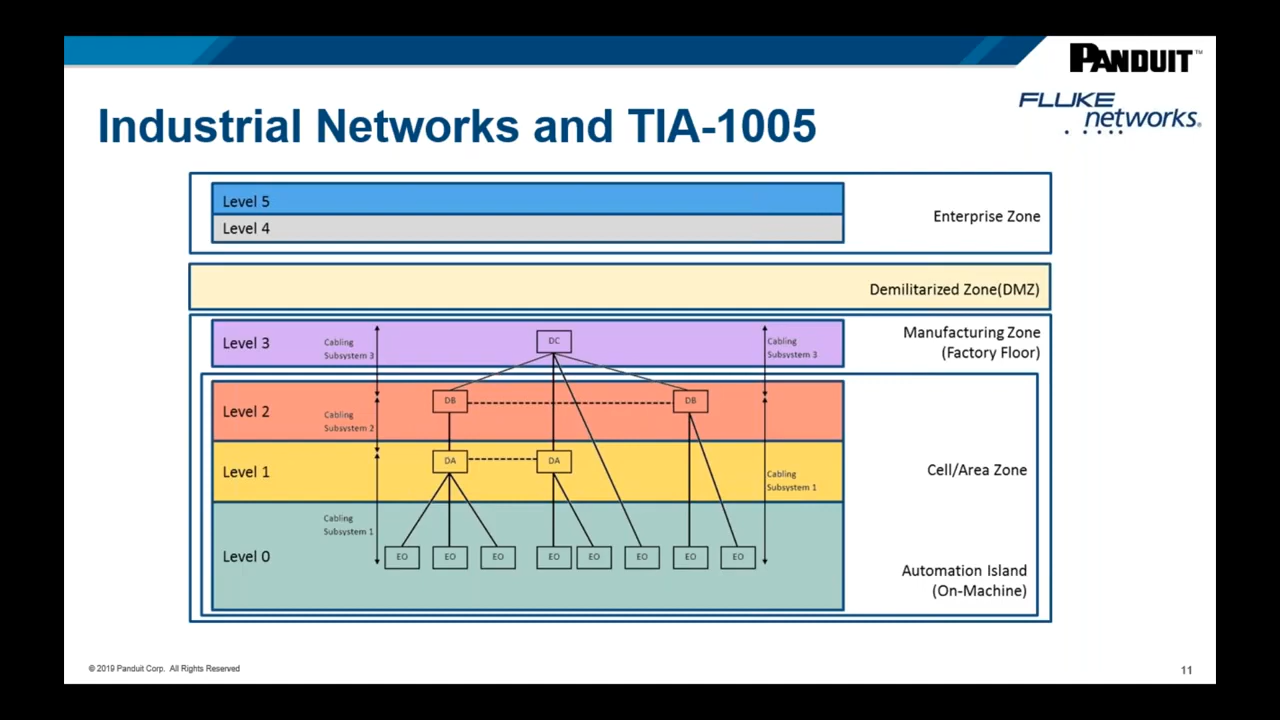 PANDUIT™
FLUKE
networks.
Industrial Networks and TIA-1005
Level 5
Level 4
Enterprise Zone
Demilitarized Zone(DMZ)
Level 3
Cabling
Subsystem 3
DC
Cabling
Subsystem 3
Manufacturing Zone
(Factory Floor)
Level 2
Cabling
Subsystem 2
DB
DB
Level 1
DA
DA
Cabling
Subsystem 1
Cell/Area Zone
Level 0
Cabling
Subsystem 1
EO EO EO EO EO EO EO EO
Automation Island
(On-Machine)
© 2019 Panduit Corp. All Rights Reserved
11